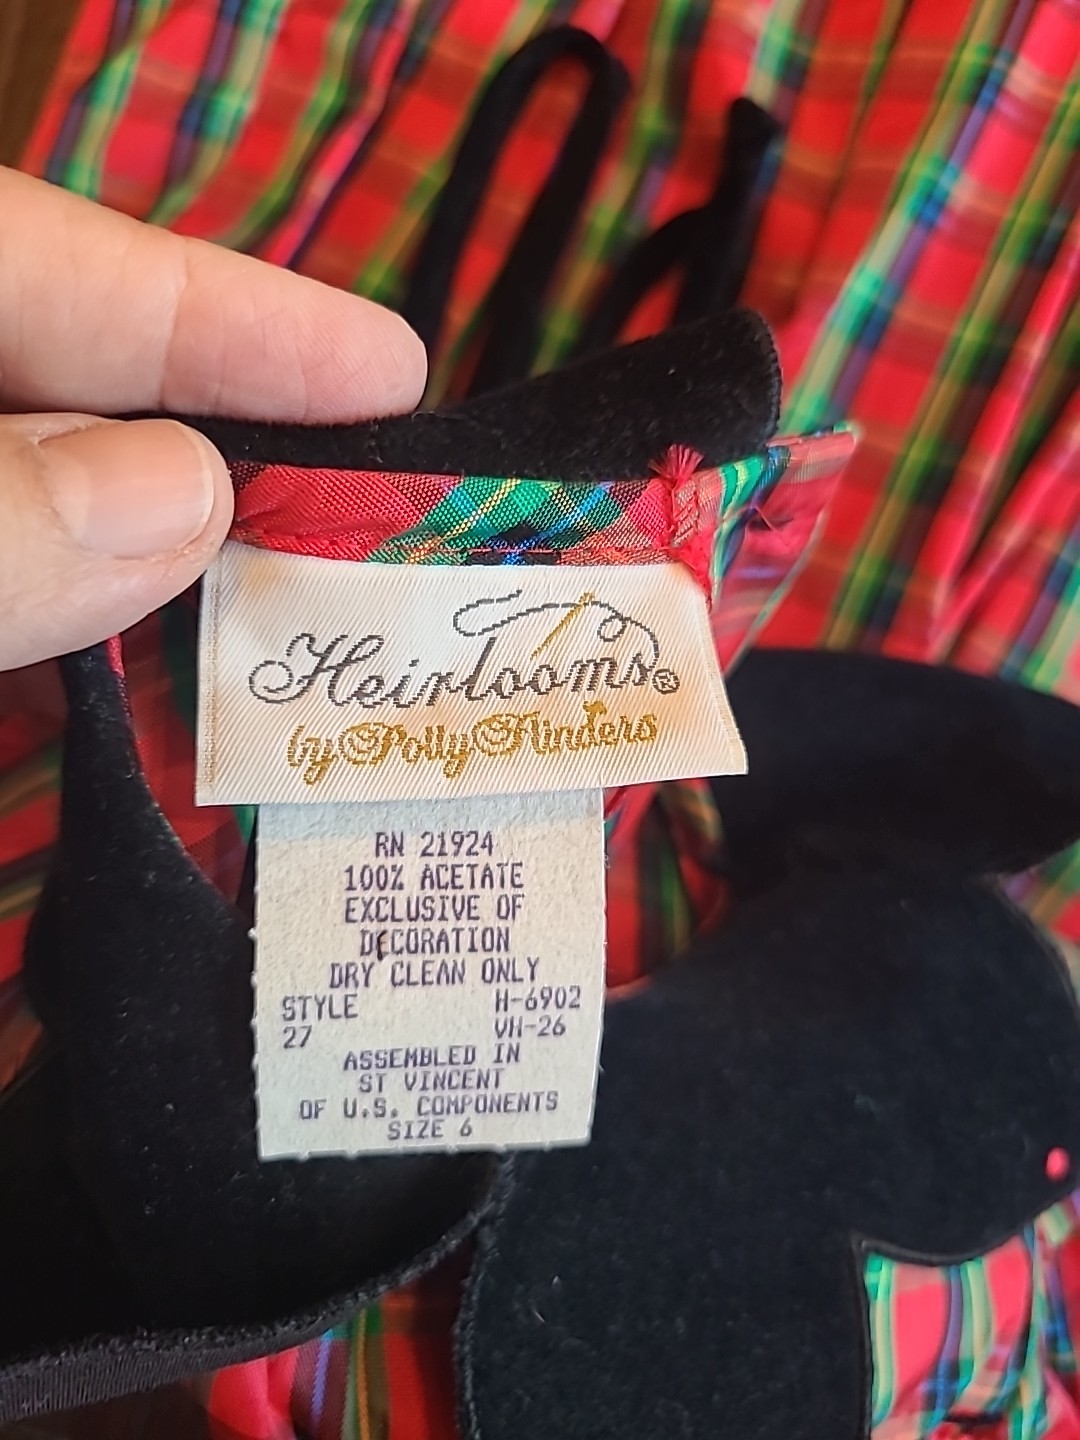 Heirlooms®
by Polly Flinders
RN 21924
100% ACETATE
EXCLUSIVE OF
DECORATION
DRY CLEAN ONLY
STYLE H-6902
27 VH-26
ASSEMBLED IN
ST VINCENT
OF U.S. COMPONENTS
SIZE 6